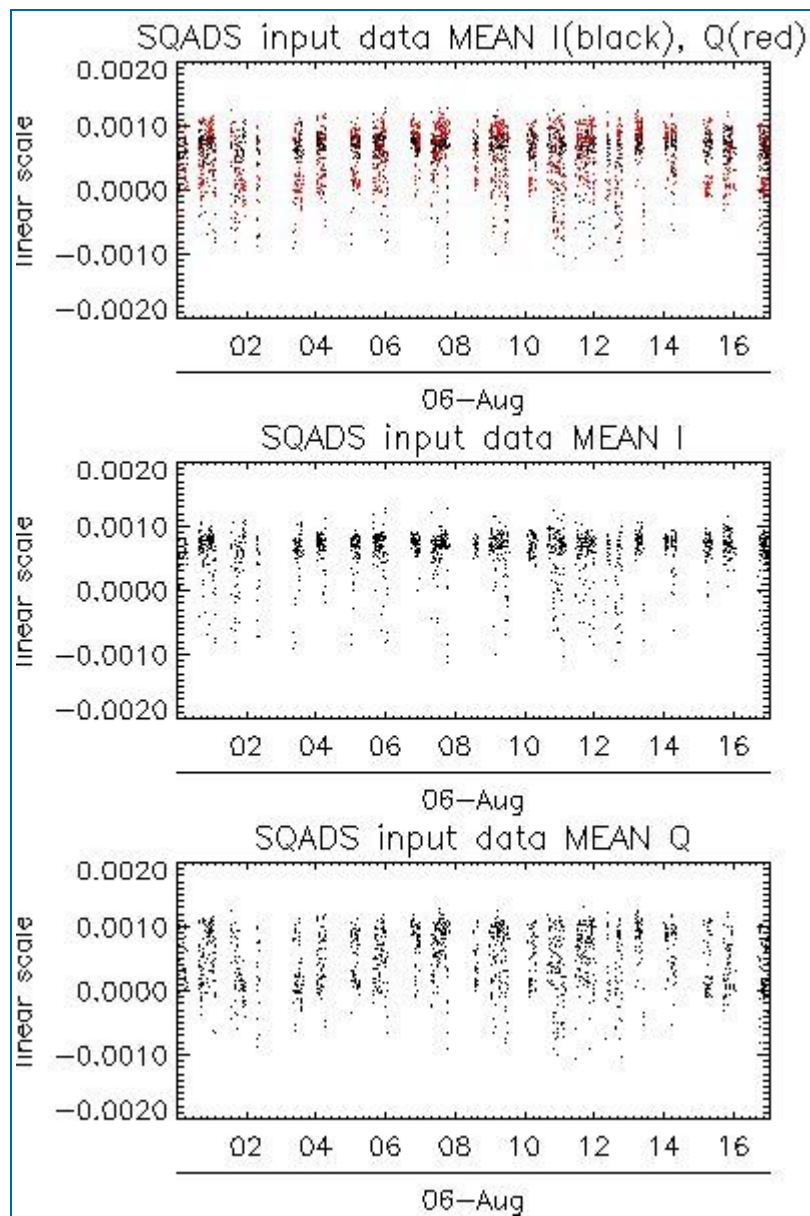 SQADS input data MEAN I(black), Q(red)
0.0020
0.0010
0.0000
−0.0010
−0.0020
linear scale
02 04 06 08 10 12 14 16
06-Aug
SQADS input data MEAN I
0.0020
0.0010
0.0000
−0.0010
−0.0020
linear scale
02 04 06 08 10 12 14 16
06-Aug
SQADS input data MEAN Q
0.0020
0.0010
0.0000
−0.0010
−0.0020
linear scale
02 04 06 08 10 12 14 16
06-Aug